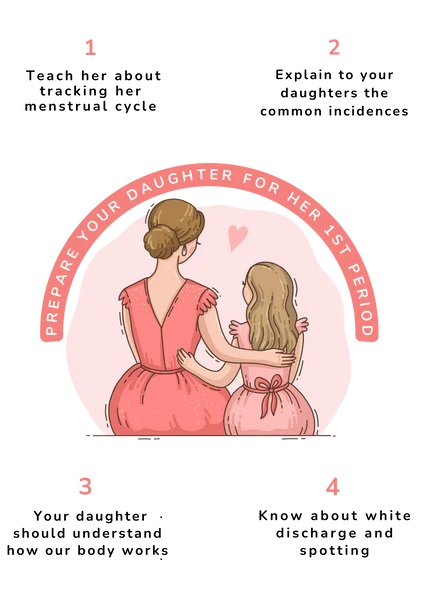 1
Teach her about
tracking her
menstrual cycle
2
Explain to your
daughters the
common incidences
PREPARE YOUR DAUGHTER FOR HER 1ST PERIOD
3
Your daughter
should understand
how our body works
4
Know about white
discharge and
spotting